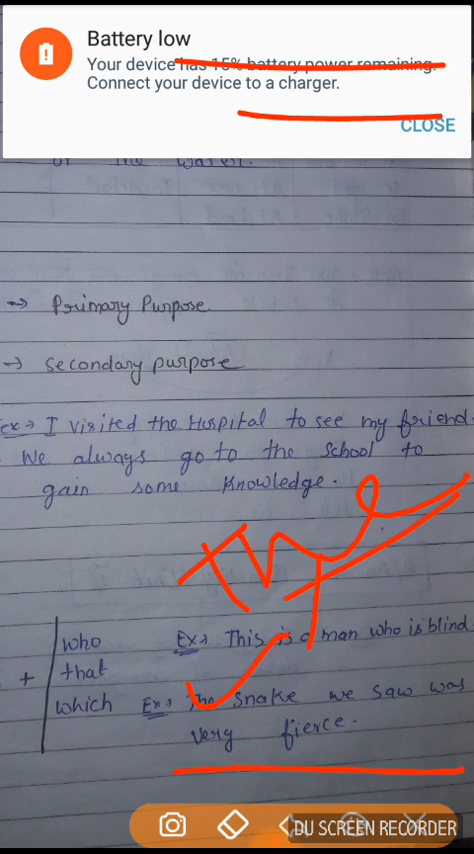 Battery low
Your device has 15% battery power remaining.
Connect your device to a charger.
CLOSE
the water.
→ Primary Purpose
→ Secondary purpose
Ex → I visited the Hospital to see my friend.
We always go to the School to
gain some knowledge.
The
who Ex → This is a man who is blind
+ that
which Ex → The snake we saw was
very fierce.
DU SCREEN RECORDER